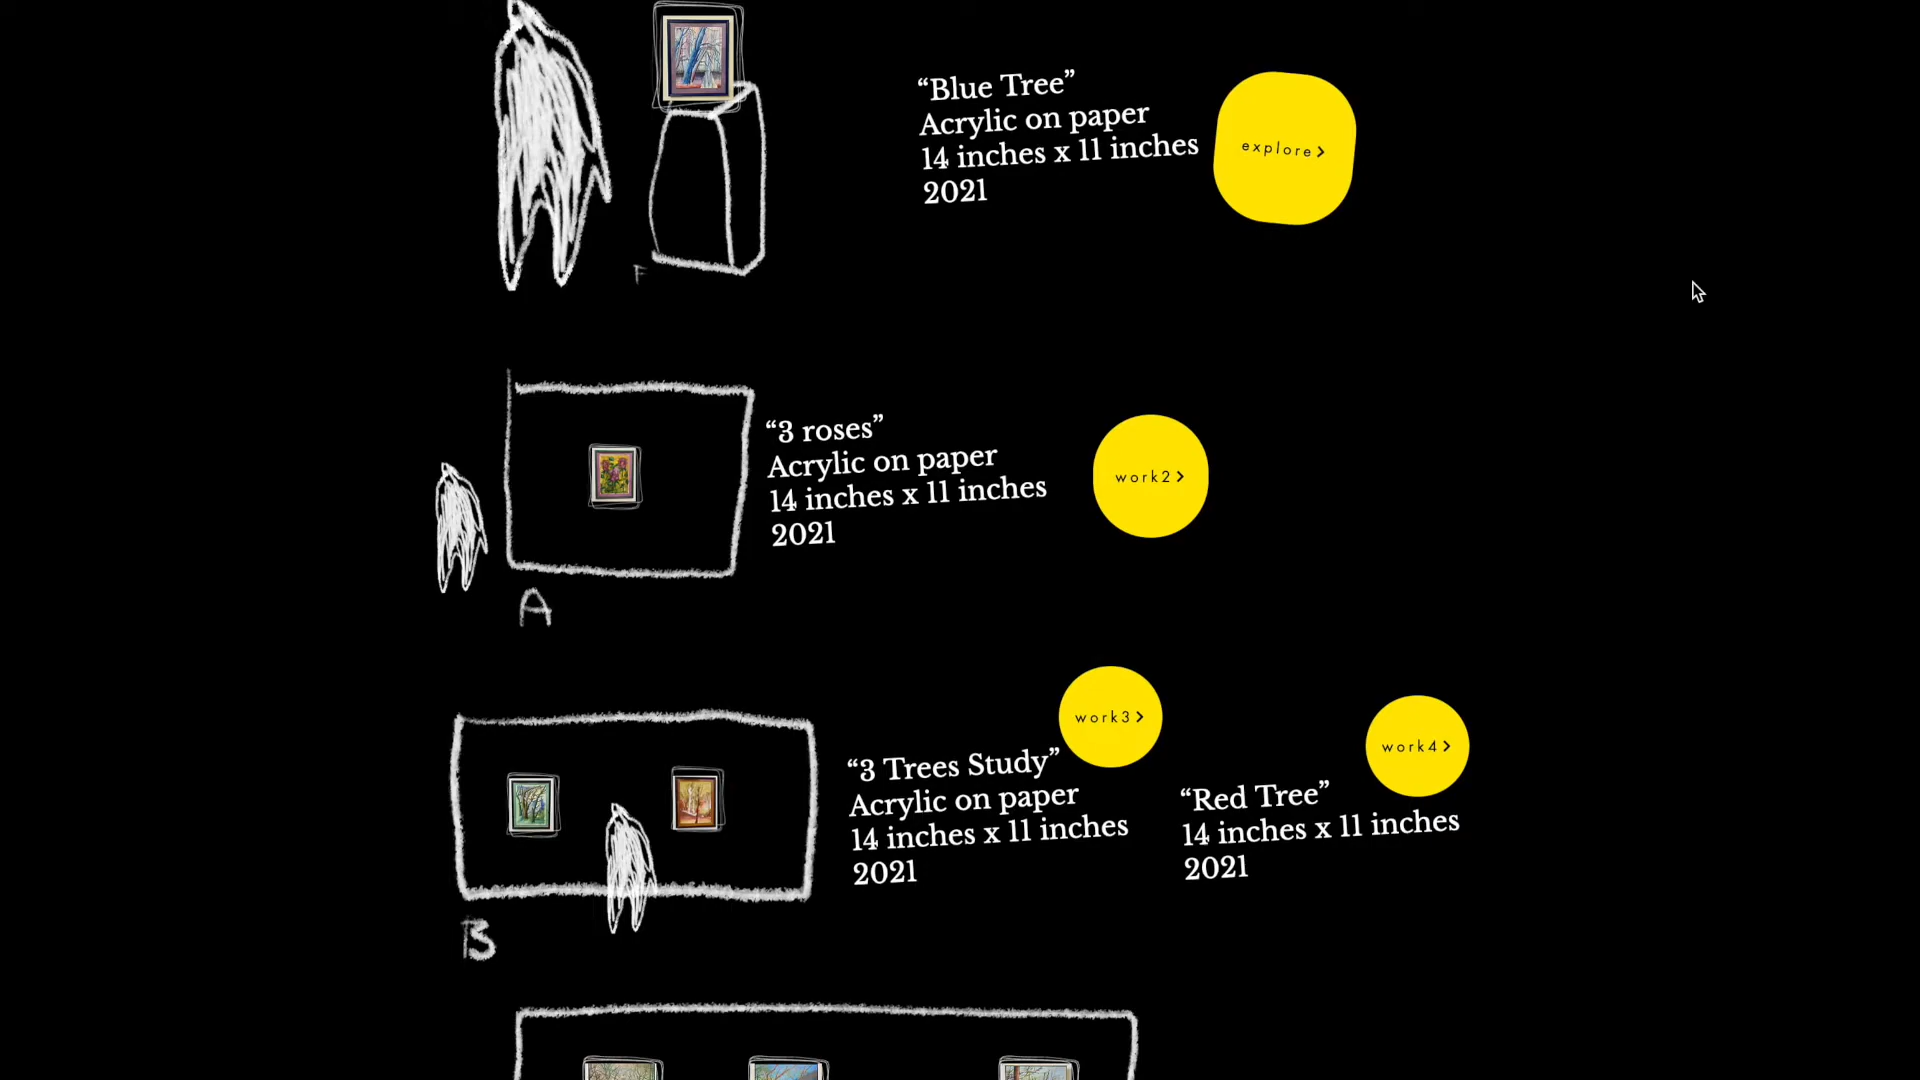 “Blue Tree”
Acrylic on paper
14 inches x 11 inches
2021
explore
F
“3 roses”
Acrylic on paper
14 inches x 11 inches
2021
work2
A
work3
“3 Trees Study”
Acrylic on paper
14 inches x 11 inches
2021
work4
“Red Tree”
14 inches x 11 inches
2021
B